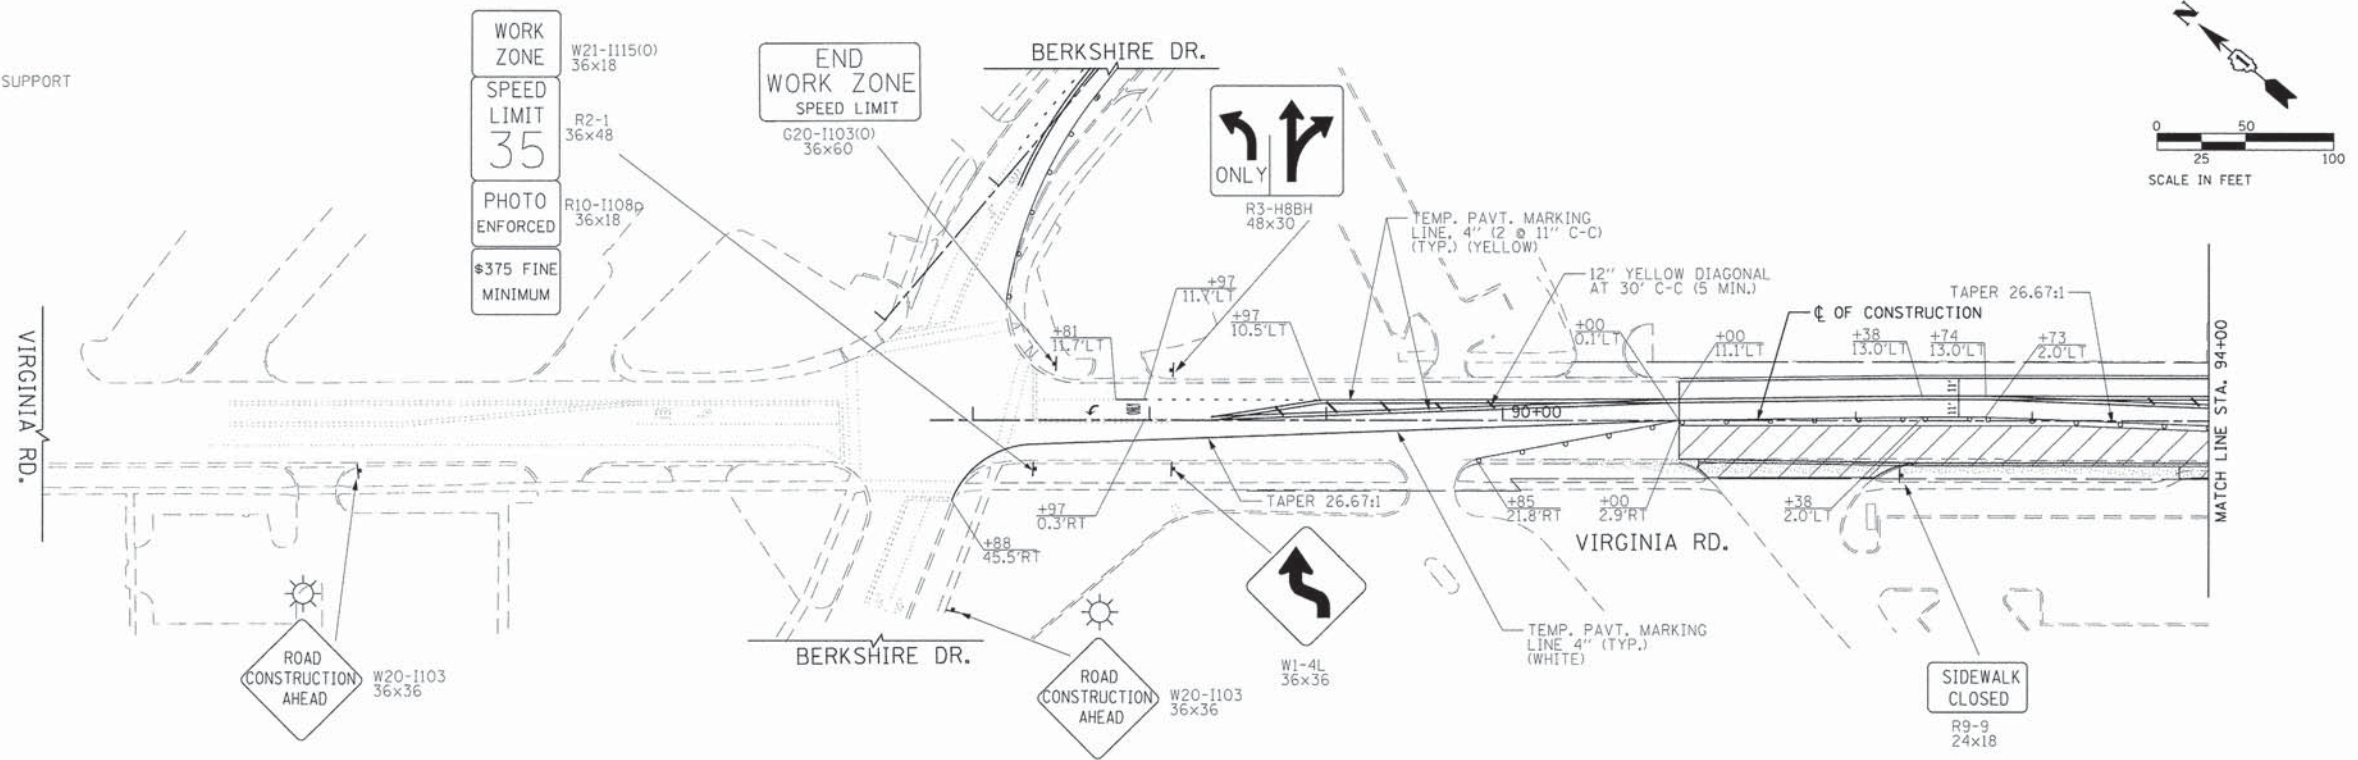 SUPPORT
WORK
ZONE
W21-I115(O)
36x18
SPEED
LIMIT
35
R2-1
36x48
PHOTO
ENFORCED
R10-I108p
36x18
$375 FINE
MINIMUM
END
WORK ZONE
SPEED LIMIT
G20-I103(O)
36x60
BERKSHIRE DR.
ONLY
R3-H8BH
48x30
N
0 50
25 100
SCALE IN FEET
TEMP. PAVT. MARKING
LINE, 4" (2 @ 11" C-C)
(TYP.) (YELLOW)
12" YELLOW DIAGONAL
AT 30' C-C (5 MIN.)
TAPER 26.67:1
℄ OF CONSTRUCTION
+97
11.7'LT
+97
10.5'LT
+81
11.7'LT
+00
0.1'LT
+00
11.1'LT
+38
13.0'LT
+74
13.0'LT
+73
2.0'LT
VIRGINIA RD.
MATCH LINE STA. 94+00
ONLY
90+00
11' 11'
+97
0.3'RT
+88
45.5'RT
TAPER 26.67:1
+85
21.8'RT
+00
2.9'RT
+38
2.0'LT
VIRGINIA RD.
TEMP. PAVT. MARKING
LINE 4" (TYP.)
(WHITE)
BERKSHIRE DR.
ROAD
CONSTRUCTION
AHEAD
W20-I103
36x36
ROAD
CONSTRUCTION
AHEAD
W20-I103
36x36
W1-4L
36x36
SIDEWALK
CLOSED
R9-9
24x18